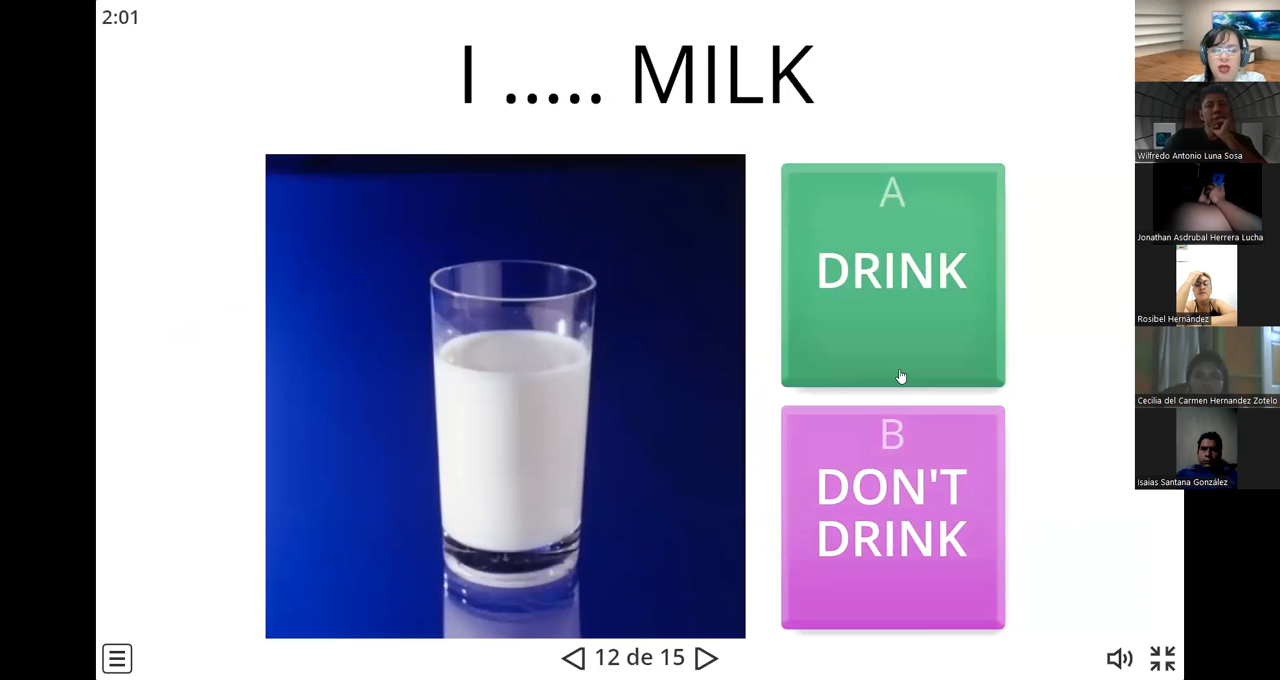 2:01
I ..... MILK
A
DRINK
B
DON'T
DRINK
12 de 15
Wilfredo Antonio Luna Sosa
Jonathan Asdrubal Herrera Lucha
Rosibel Hernández
Cecilia del Carmen Hernandez Zotelo
Isaias Santana González